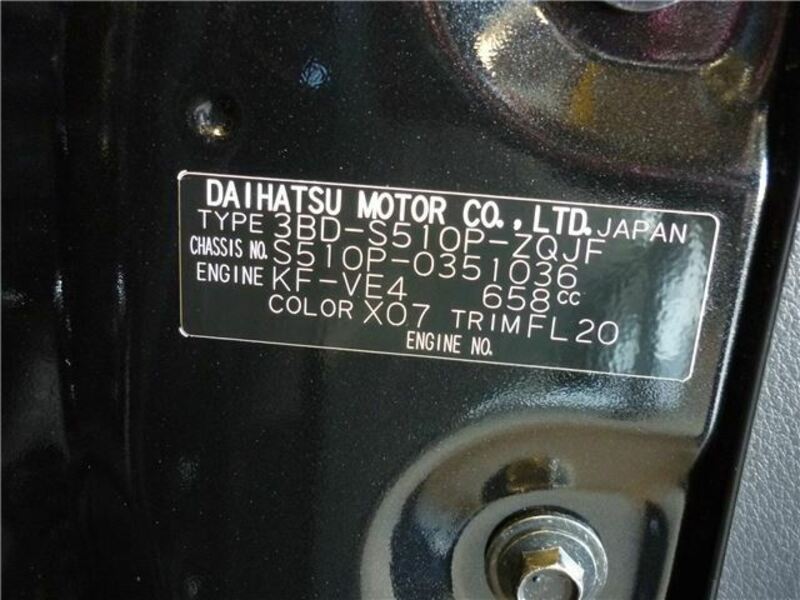 DAIHATSU MOTOR CO.,LTD. JAPAN
TYPE 3BD-S510P-ZQJF
CHASSIS NO. S510P-0351036
ENGINE KF-VE4 658cc
COLOR X07 TRIM FL20
ENGINE NO.